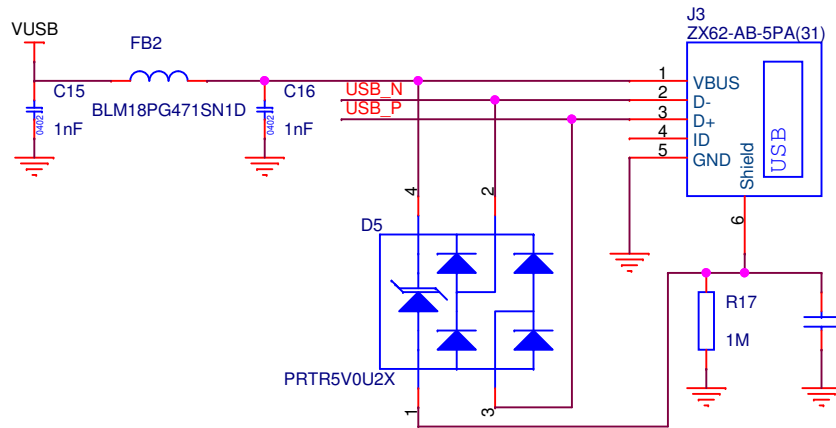 J3
ZX62-AB-5PA(31)
VUSB
FB2
C15
0402
1nF
BLM18PG471SN1D
C16
0402
1nF
USB_N
USB_P
1
VBUS
2
D-
3
D+
4
ID
5
GND
Shield
USB
6
4
2
D5
PRTR5V0U2X
1
3
R17
1M